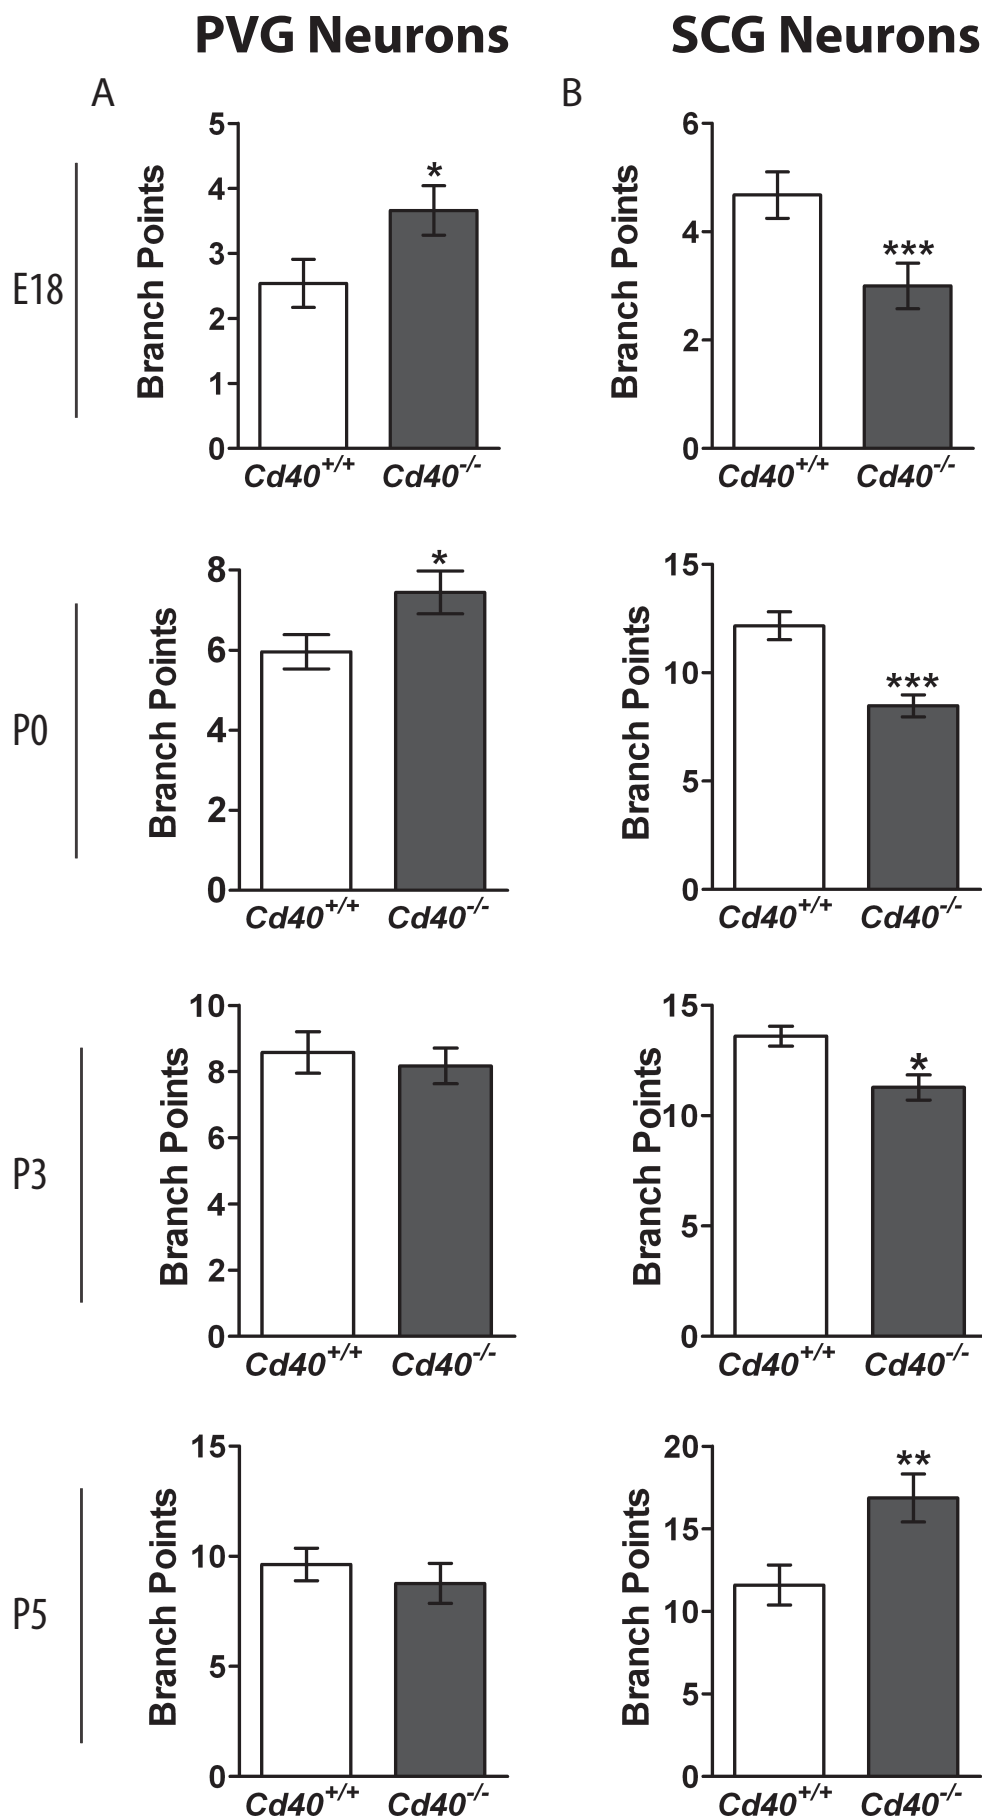 PVG Neurons SCG Neurons
A B
E18
Branch Points
5
4
3
2
1
0
*
Cd40+/+ Cd40-/-
Branch Points
6
4
2
0
***
Cd40+/+ Cd40-/-
P0
Branch Points
8
6
4
2
0
*
Cd40+/+ Cd40-/-
Branch Points
15
10
5
0
***
Cd40+/+ Cd40-/-
P3
Branch Points
10
8
6
4
2
0
Cd40+/+ Cd40-/-
Branch Points
15
10
5
0
*
Cd40+/+ Cd40-/-
P5
Branch Points
15
10
5
0
Cd40+/+ Cd40-/-
Branch Points
20
15
10
5
0
**
Cd40+/+ Cd40-/-